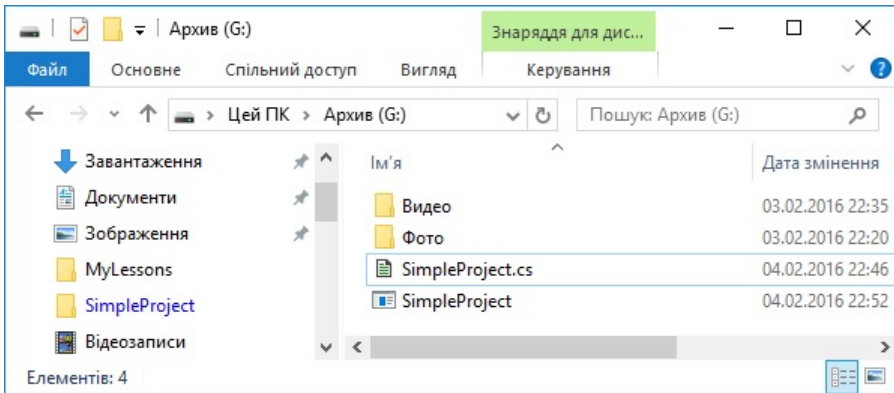 Архив (G:)
Знаряддя для дис...
Файл Основне Спільний доступ Вигляд Керування
Цей ПК Архив (G:) Пошук: Архив (G:)
Завантаження
Документи
Зображення
MyLessons
SimpleProject
Відеозаписи
Ім'я Дата змінення
Видео 03.02.2016 22:35
Фото 03.02.2016 22:20
SimpleProject.cs 04.02.2016 22:46
SimpleProject 04.02.2016 22:52
Елементів: 4